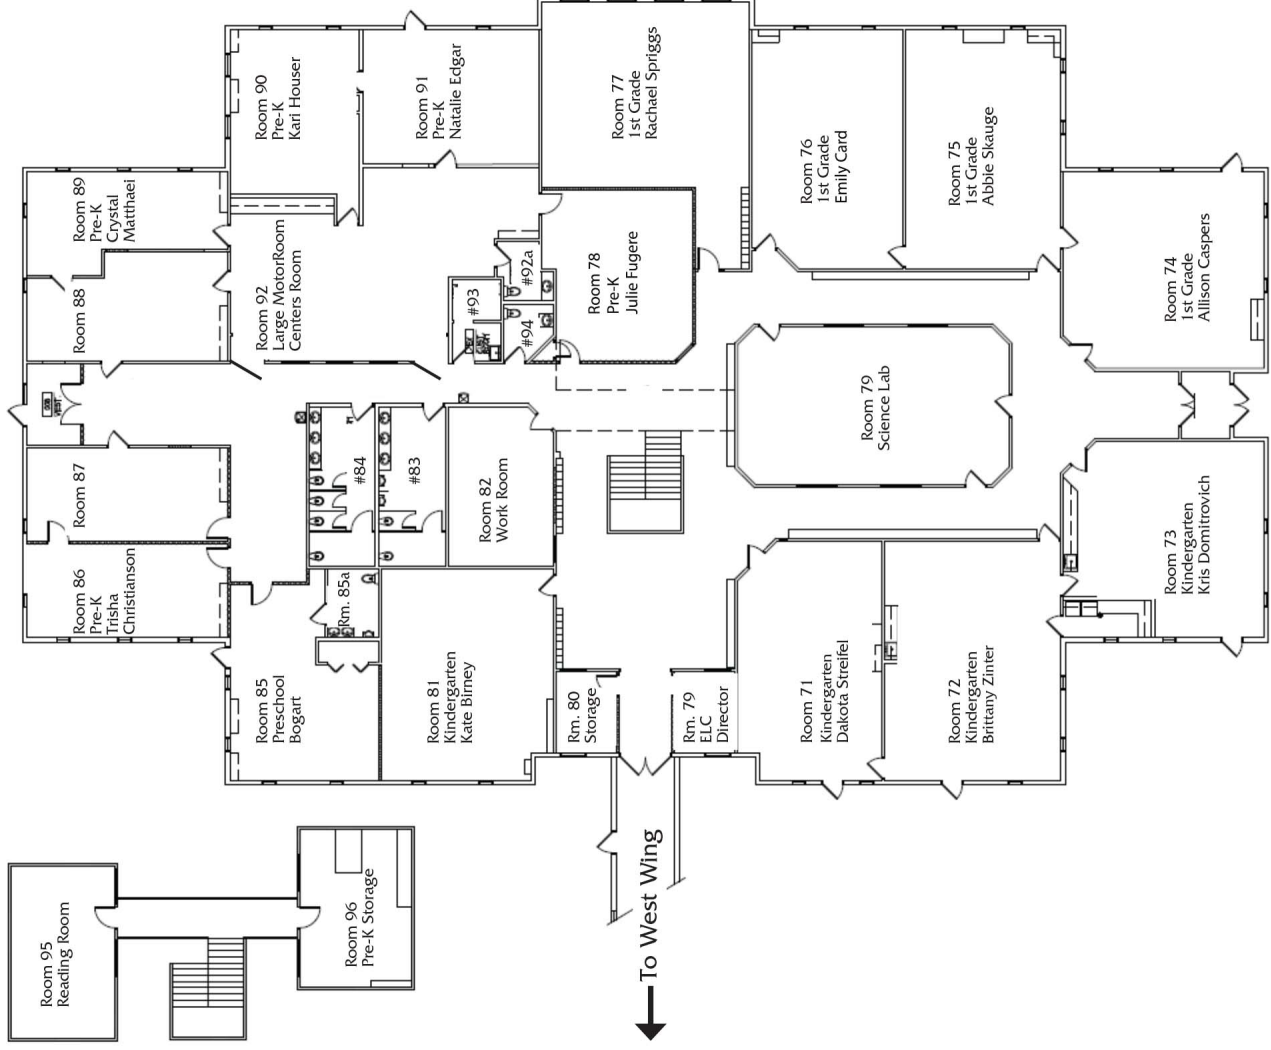 Room 90
Pre-K
Kari Houser
Room 91
Pre-K
Natalie Edgar
Room 77
1st Grade
Rachael Spriggs
Room 76
1st Grade
Emily Card
Room 75
1st Grade
Abbie Skauge
Room 89
Pre-K
Crystal
Matthaei
Room 88
Room 92
Large MotorRoom
Centers Room
#93
#92a
#94
Room 78
Pre-K
Julie Fugere
Room 74
1st Grade
Allison Caspers
Room 79
Science Lab
Room 87
#84
#83
Room 82
Work Room
Room 86
Pre-K
Trisha
Christianson
Rm. 85a
Room 73
Kindergarten
Kris Domitrovich
Room 85
Preschool
Bogart
Room 81
Kindergarten
Kate Birney
Rm. 80
Storage
Rm. 79
ELC
Director
Room 71
Kindergarten
Dakota Streifel
Room 72
Kindergarten
Brittany Zinter
To West Wing
Room 95
Reading Room
Room 96
Pre-K Storage